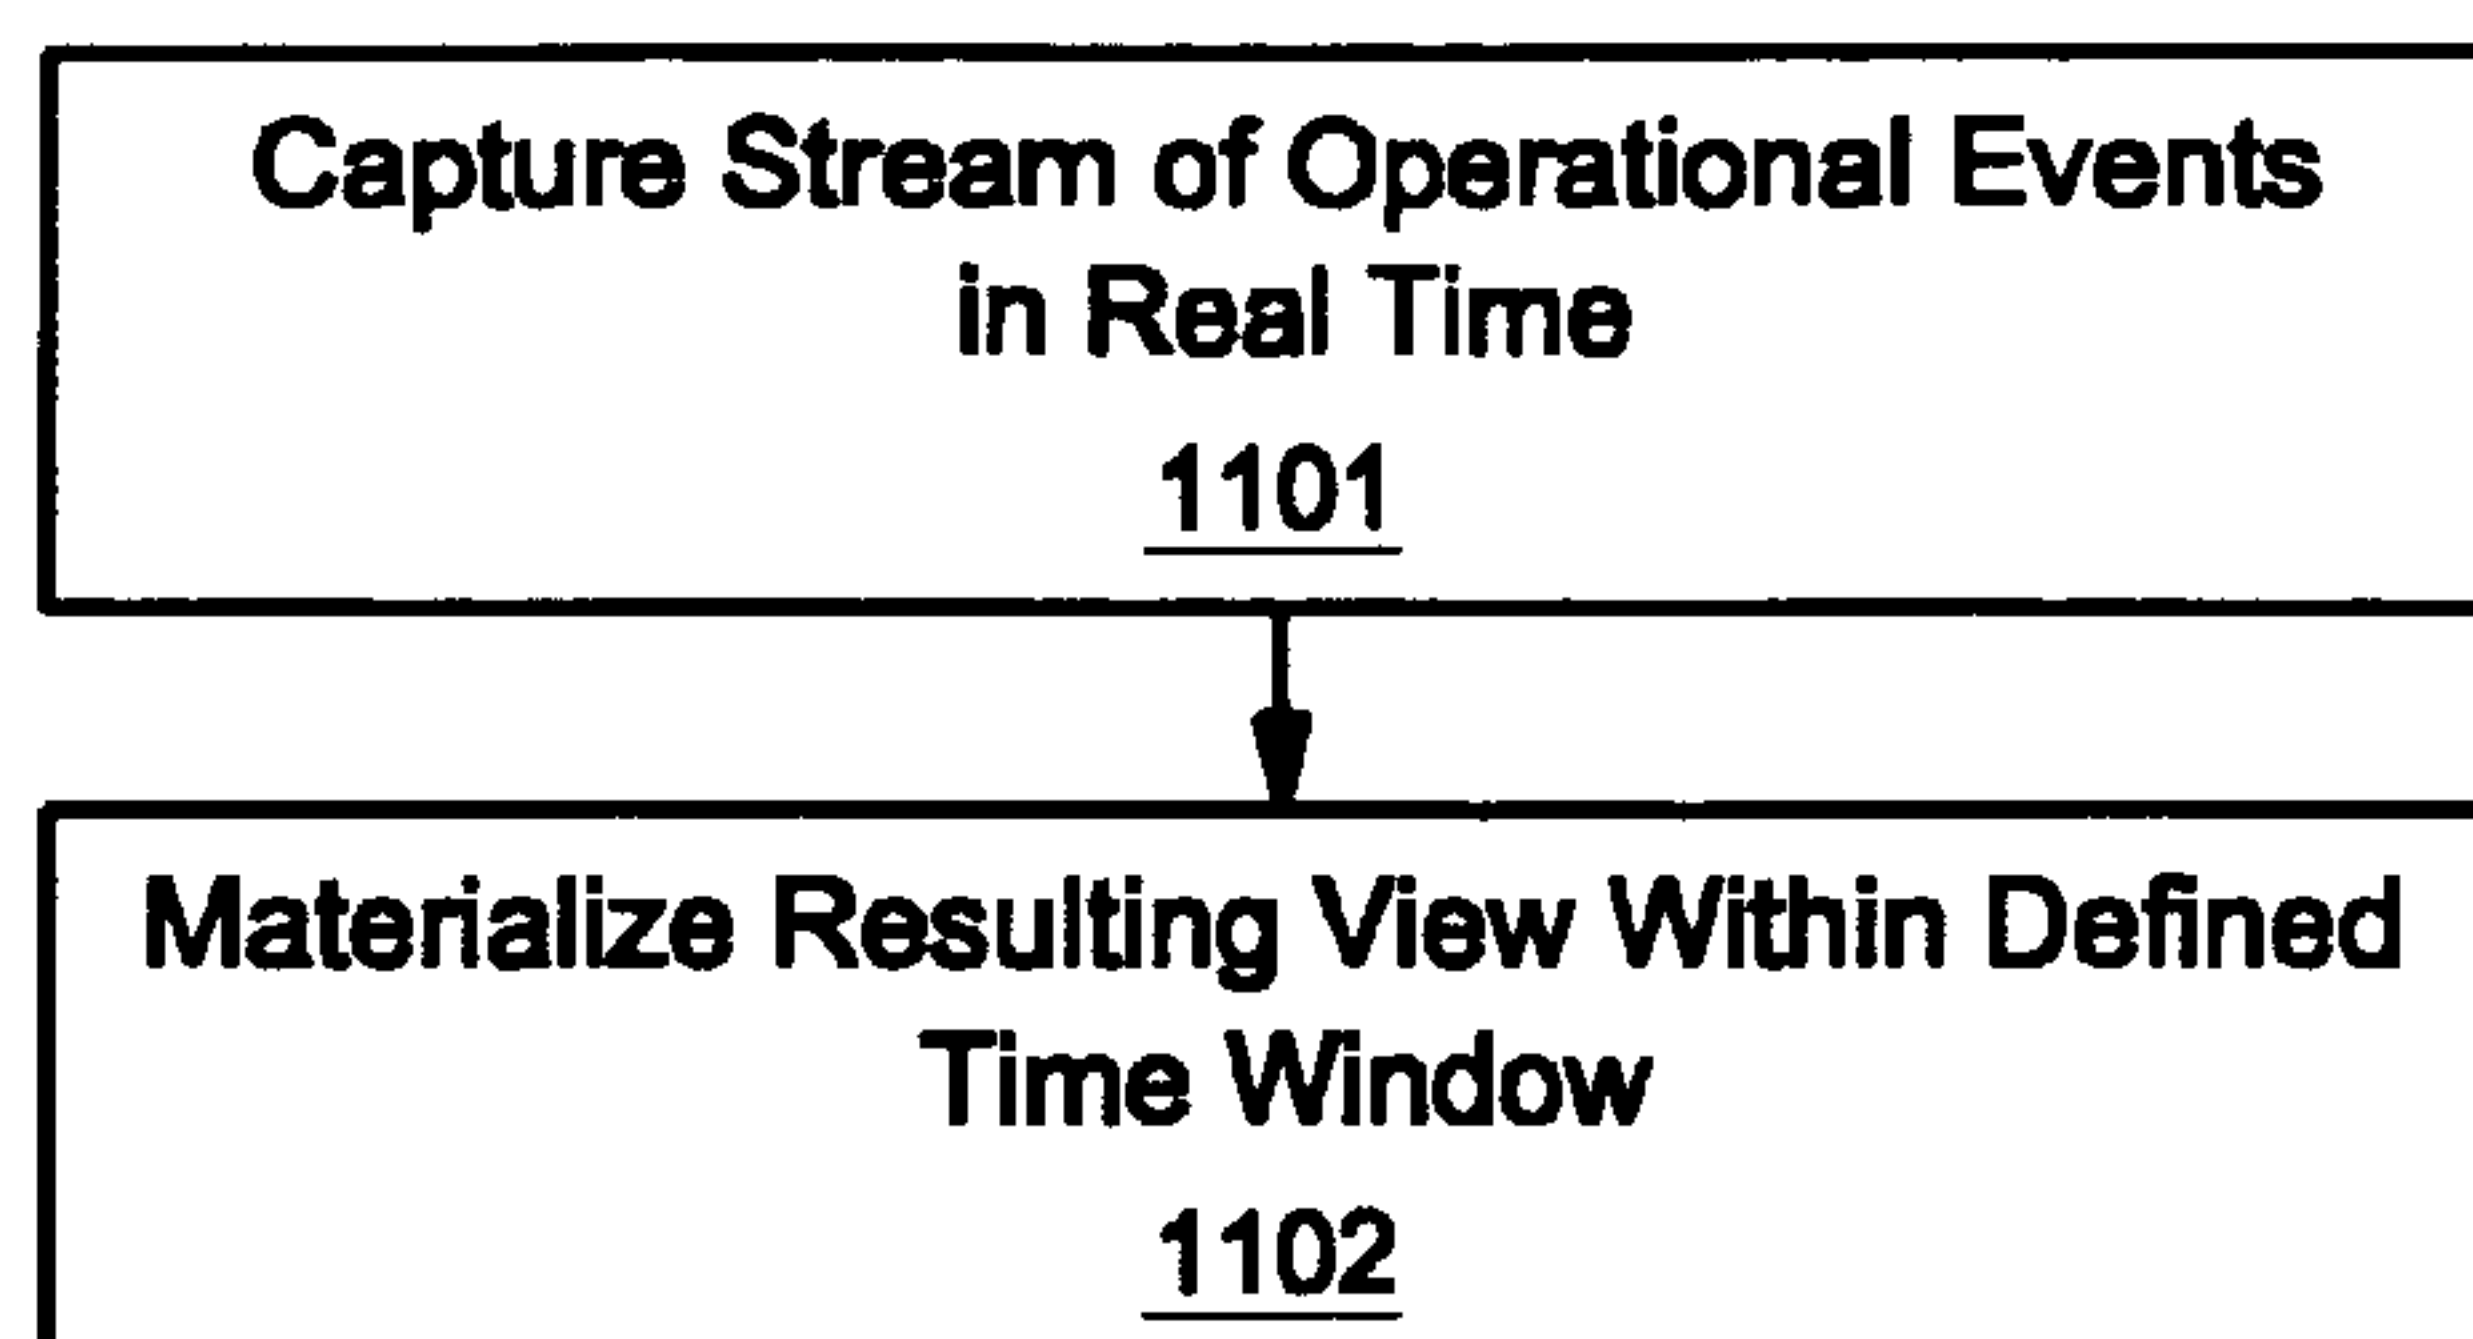 Capture Stream of Operational Events
in Real Time
1101
Materialize Resulting View Within Defined
Time Window
1102